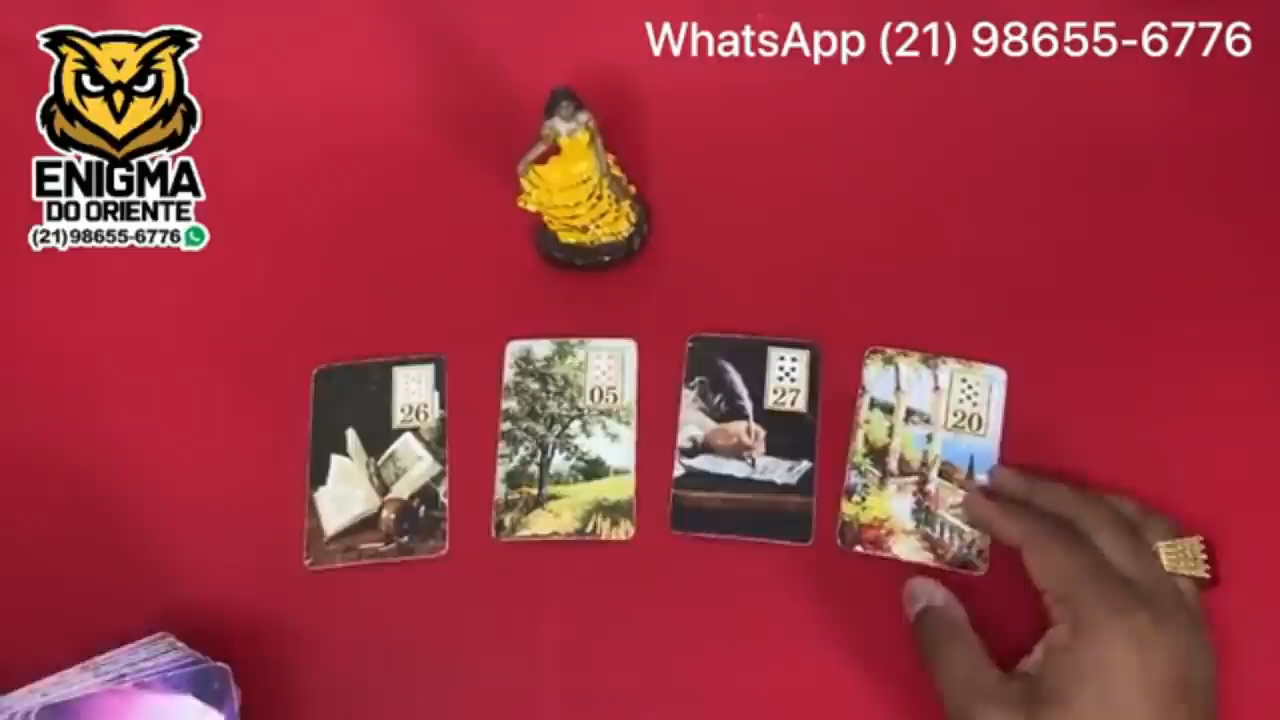 WhatsApp (21) 98655-6776
ENIGMA
DO ORIENTE
(21)98655-6776
26
05
27
20